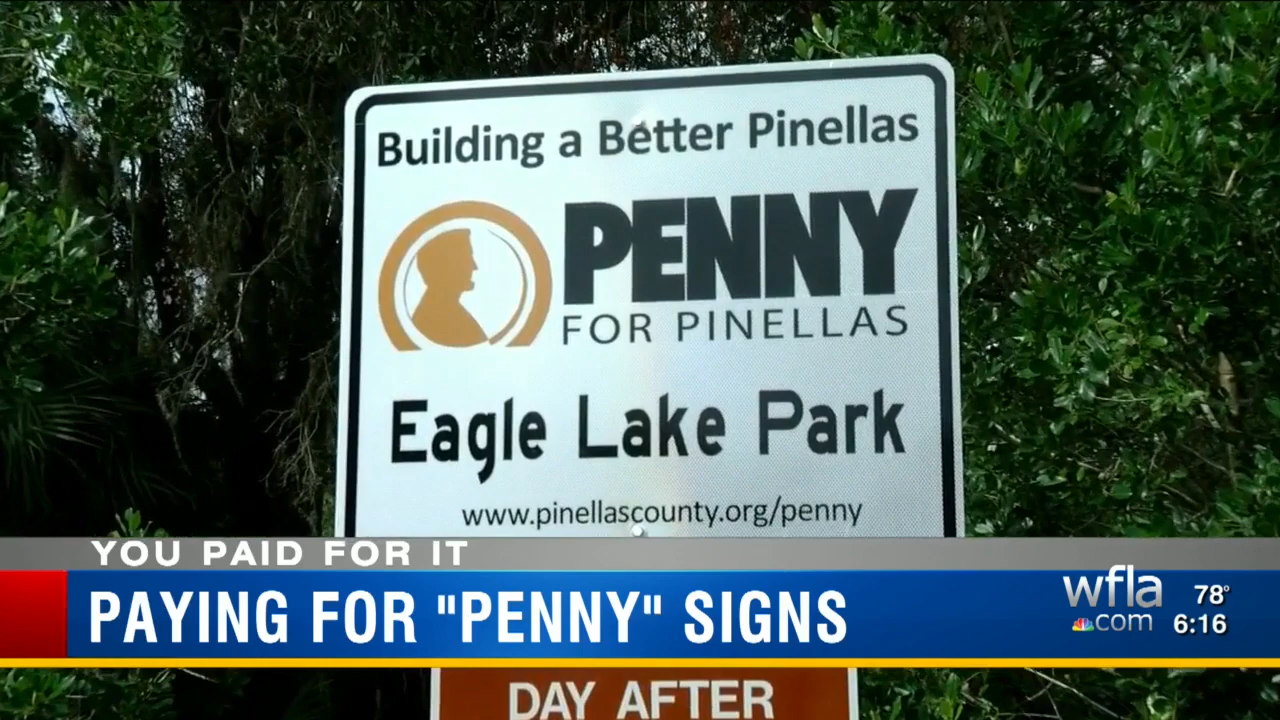 Building a Better Pinellas
PENNY
FOR PINELLAS
Eagle Lake Park
www.pinellascounty.org/penny
YOU PAID FOR IT
PAYING FOR "PENNY" SIGNS
wfla
.com
78°
6:16
DAY AFTER